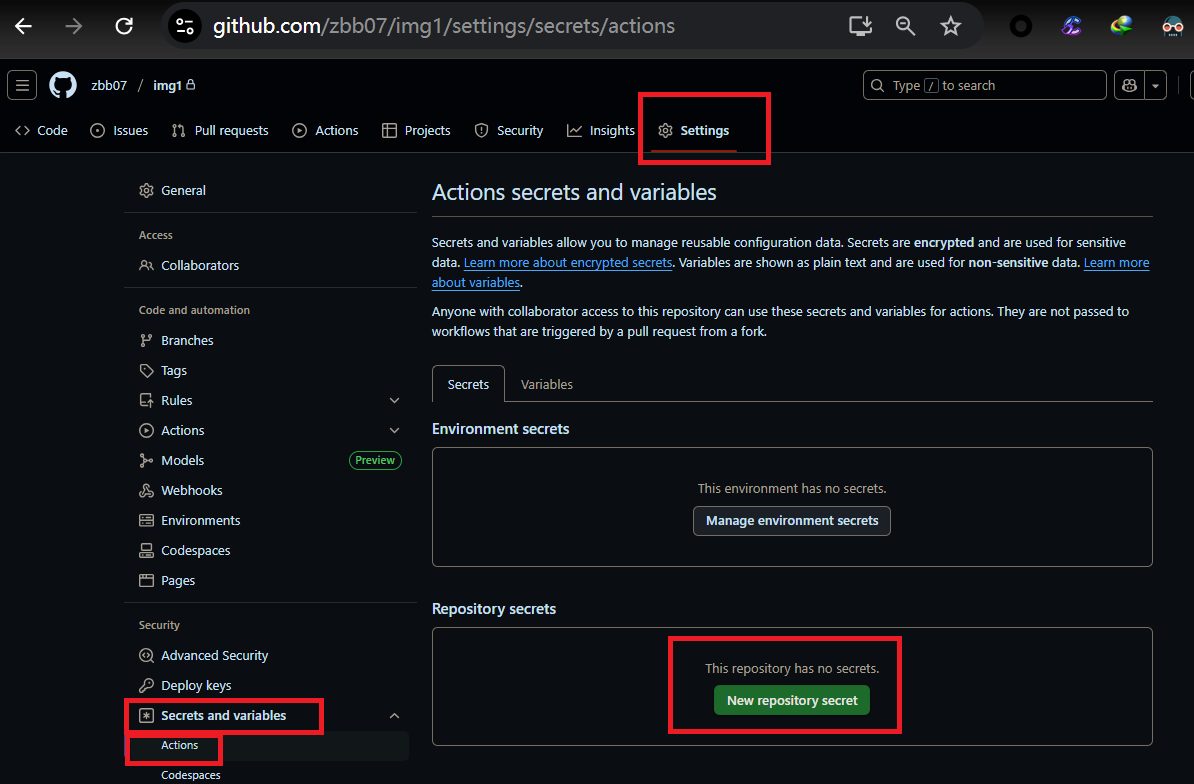 github.com/zbb07/img1/settings/secrets/actions
zbb07 / img1
Type / to search
Code Issues Pull requests Actions Projects Security Insights Settings
General
Access
Collaborators
Code and automation
Branches
Tags
Rules
Actions
Models Preview
Webhooks
Environments
Codespaces
Pages
Security
Advanced Security
Deploy keys
Secrets and variables
Actions
Codespaces
Actions secrets and variables
Secrets and variables allow you to manage reusable configuration data. Secrets are encrypted and are used for sensitive
data. Learn more about encrypted secrets. Variables are shown as plain text and are used for non-sensitive data. Learn more
about variables.
Anyone with collaborator access to this repository can use these secrets and variables for actions. They are not passed to
workflows that are triggered by a pull request from a fork.
Secrets Variables
Environment secrets
This environment has no secrets.
Manage environment secrets
Repository secrets
This repository has no secrets.
New repository secret